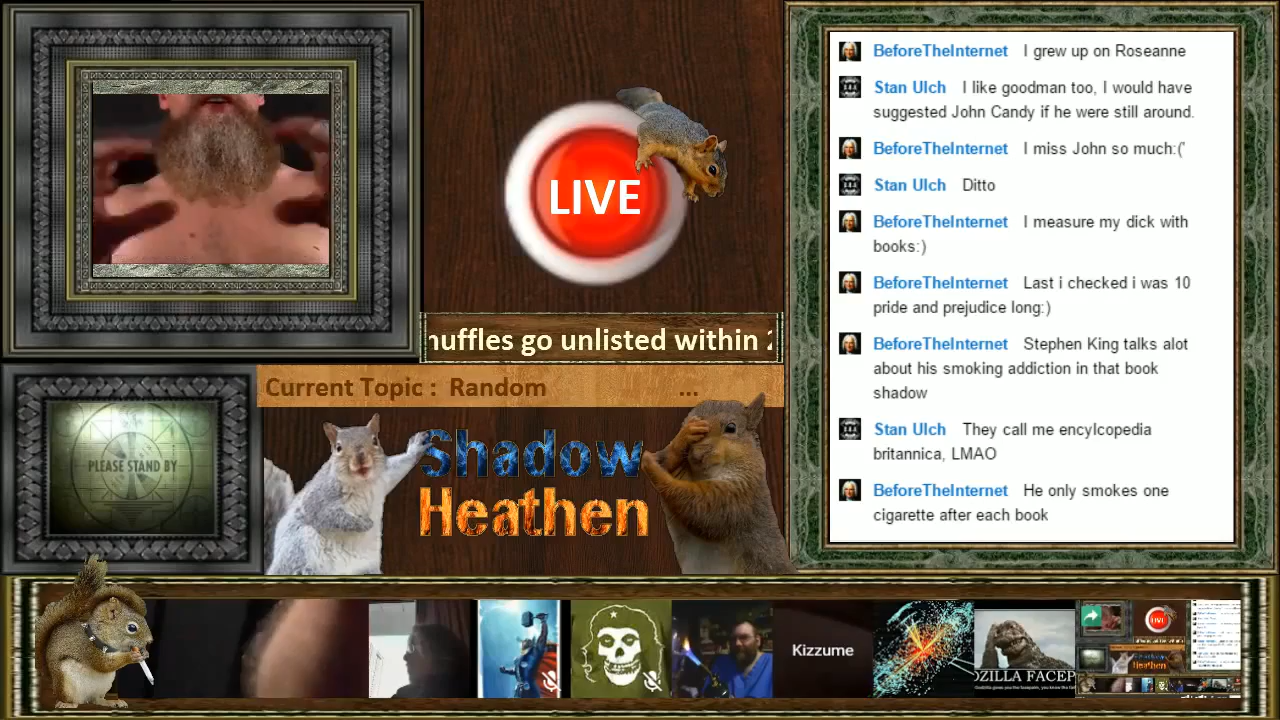 LIVE
uffles go unlisted within
Current Topic : Random ...
PLEASE STAND BY
Shadow
Heathen
BeforeTheInternet I grew up on Roseanne
Stan Ulch I like goodman too, I would have
suggested John Candy if he were still around.
BeforeTheInternet I miss John so much:('
Stan Ulch Ditto
BeforeTheInternet I measure my dick with
books:)
BeforeTheInternet Last i checked i was 10
pride and prejudice long:)
BeforeTheInternet Stephen King talks alot
about his smoking addiction in that book
shadow
Stan Ulch They call me encylcopedia
britannica, LMAO
BeforeTheInternet He only smokes one
cigarette after each book
Kizzume
ZILLA FACEP
LIVE
Shadow
Heathen